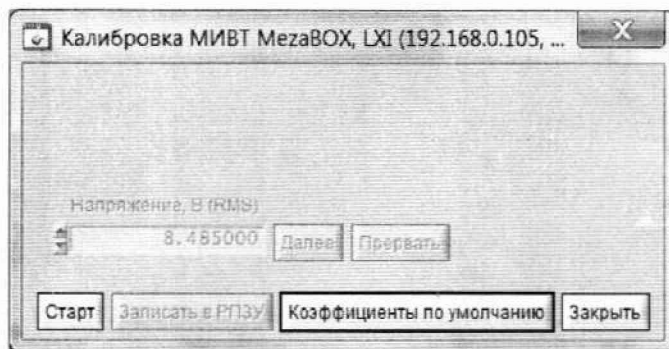 Калибровка МИВТ MezaBOX, LXI (192.168.0.105, ...
Напряжение, В (RMS)
8.485000 Далее Прервать
Старт Записать в РПЗУ Коэффициенты по умолчанию Закрыть